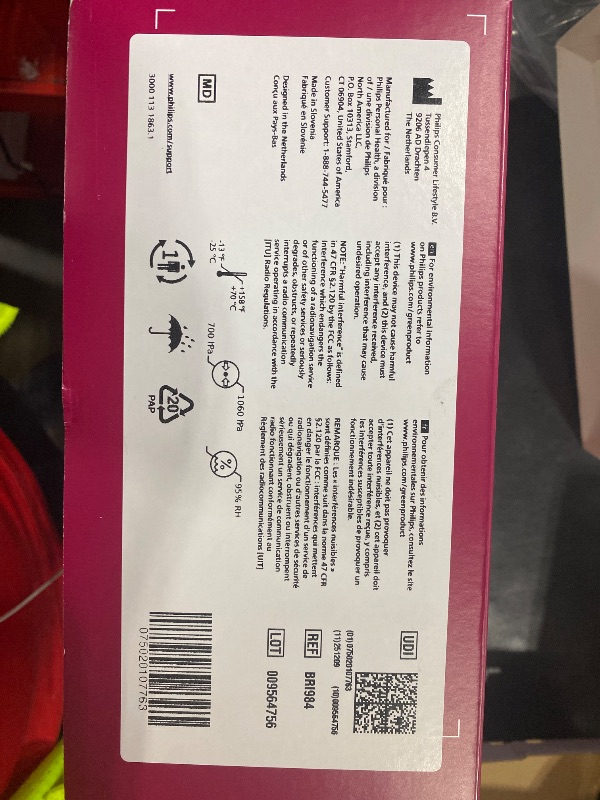 Philips Consumer Lifestyle B.V.
Tussendiepen 4
9206 AD Drachten
The Netherlands
Manufactured for / Fabriqué pour :
Philips Personal Health, a division
of / une division de Philips
North America LLC,
P.O. Box 10313, Stamford,
CT 06904, United States of America
Customer Support: 1-888-744-5477
Made in Slovenia
Fabriqué en Slovénie
Designed in the Netherlands
Conçu aux Pays-Bas
MD
www.philips.com/support
3000 113 1863.1
en For environmental information
on Philips products refer to
www.philips.com/greenproduct
(1) This device may not cause harmful
interference, and (2) this device must
accept any interference received,
including interference that may cause
undesired operation.
NOTE: "Harmful interference" is defined
in 47 CFR §2.120 by the FCC as follows:
Interference which endangers the
functioning of a radionavigation service
or of other safety services or seriously
degrades, obstructs, or repeatedly
interrupts a radio communication
service operating in accordance with the
[ITU] Radio Regulations.
-13 °F
-25 °C
+158 °F
+70 °C
700 hPa
1060 hPa
%
95% RH
1
20
PAP
fr Pour obtenir des informations
environnementales sur Philips, consultez le site
www.philips.com/greenproduct
(1) Cet appareil ne doit pas provoquer
d'interférences nuisibles, et (2) cet appareil doit
accepter toute interférence reçue, y compris
les interférences susceptibles de provoquer un
fonctionnement indésirable.
REMARQUE : Les « interférences nuisibles »
sont définies comme suit dans la norme 47 CFR
§2.120 par la FCC : interférences qui mettent
en danger le fonctionnement d'un service de
radionavigation ou d'autres services de sécurité
ou qui dégradent, obstruent ou interrompent
sérieusement un service de communication
radio fonctionnant conformément au
Règlement des radiocommunications [UIT]
UDI
(01)075020107763
(11)251209 (10)009564756
REF BRI984
LOT 009564756
075020107763